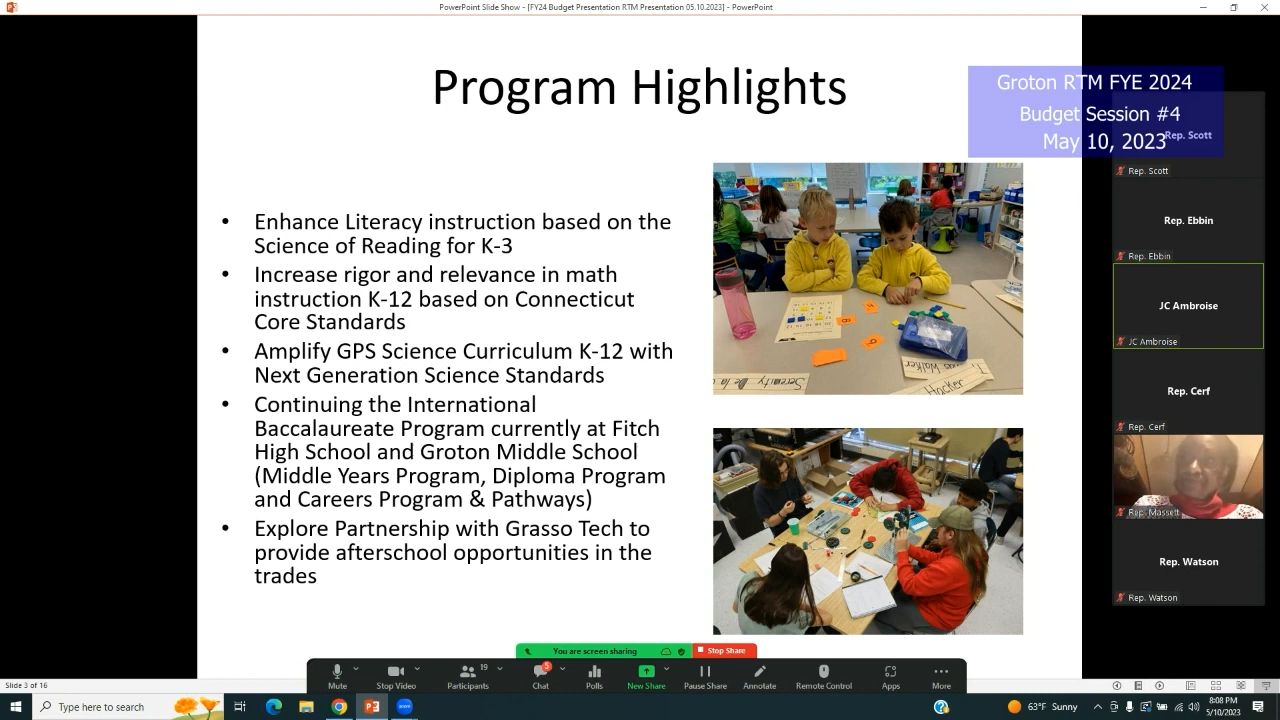 PowerPoint Slide Show - [FY24 Budget Presentation RTM Presentation 05.10.2023] - PowerPoint
Program Highlights
Groton RTM FYE 2024
Budget Session #4
May 10, 2023
• Enhance Literacy instruction based on the
Science of Reading for K-3
• Increase rigor and relevance in math
instruction K-12 based on Connecticut
Core Standards
• Amplify GPS Science Curriculum K-12 with
Next Generation Science Standards
• Continuing the International
Baccalaureate Program currently at Fitch
High School and Groton Middle School
(Middle Years Program, Diploma Program
and Careers Program & Pathways)
• Explore Partnership with Grasso Tech to
provide afterschool opportunities in the
trades
Serenity De la
Walker
Hacker
Rep. Scott
Rep. Scott
Rep. Ebbin
Rep. Ebbin
JC Ambroise
JC Ambroise
Rep. Cerf
Rep. Cerf
Rep. Massett
Rep. Watson
Rep. Watson
You are screen sharing
Stop Share
Mute
Stop Video
19
Participants
5
Chat
Polls
New Share
Pause Share
Annotate
Remote Control
Apps
More
Slide 3 of 16
Type here to search
63°F Sunny
8:08 PM
5/10/2023